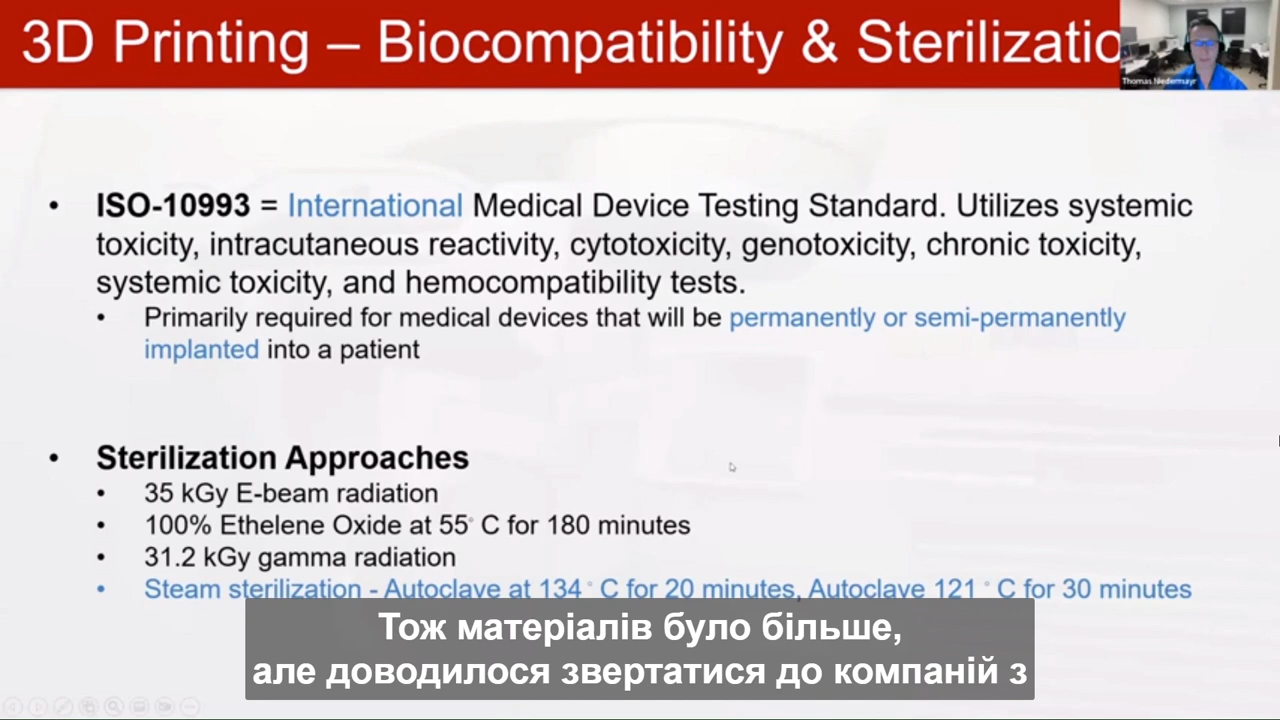 3D Printing – Biocompatibility & Sterilizatio
Thomas Niedermayr
• ISO-10993 = International Medical Device Testing Standard. Utilizes systemic
toxicity, intracutaneous reactivity, cytotoxicity, genotoxicity, chronic toxicity,
systemic toxicity, and hemocompatibility tests.
• Primarily required for medical devices that will be permanently or semi-permanently
implanted into a patient
• Sterilization Approaches
• 35 kGy E-beam radiation
• 100% Ethelene Oxide at 55° C for 180 minutes
• 31.2 kGy gamma radiation
• Steam sterilization - Autoclave at 134 ° C for 20 minutes, Autoclave 121 ° C for 30 minutes
Тож матеріалів було більше,
але доводилося звертатися до компаній з